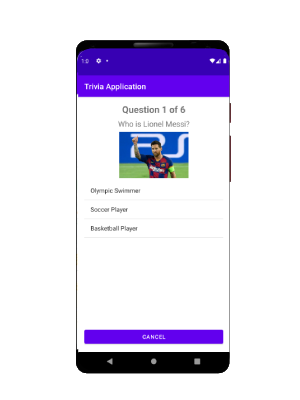 1:0
Trivia Application
Question 1 of 6
Who is Lionel Messi?
Olympic Swimmer
Soccer Player
Basketball Player
CANCEL